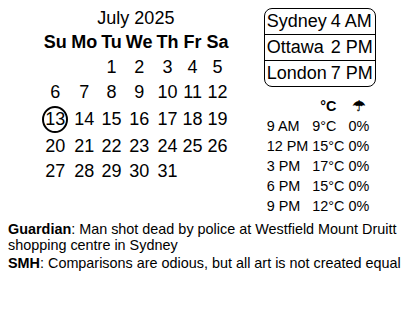 July 2025
Su Mo Tu We Th Fr Sa
1 2 3 4 5
6 7 8 9 10 11 12
13 14 15 16 17 18 19
20 21 22 23 24 25 26
27 28 29 30 31
Sydney 4 AM
Ottawa 2 PM
London 7 PM
°C ☂
9 AM 9°C 0%
12 PM 15°C 0%
3 PM 17°C 0%
6 PM 15°C 0%
9 PM 12°C 0%
Guardian: Man shot dead by police at Westfield Mount Druitt
shopping centre in Sydney
SMH: Comparisons are odious, but all art is not created equal